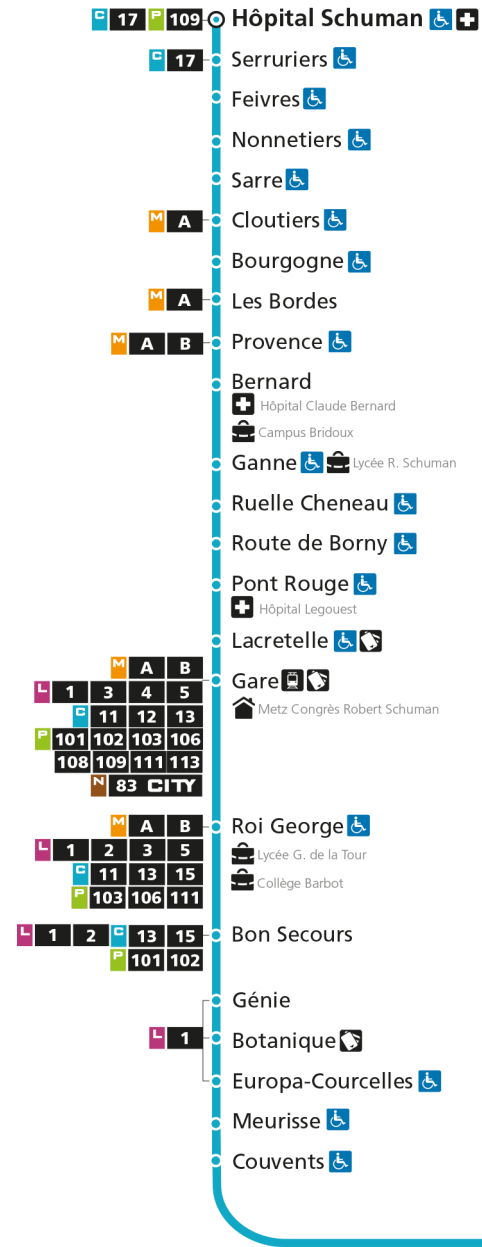 C 17 P 109 Hôpital Schuman
C 17 Serruriers
Feivres
Nonnetiers
Sarre
M A Cloutiers
Bourgogne
M A Les Bordes
M A B Provence
Bernard
Hôpital Claude Bernard
Campus Bridoux
Ganne Lycée R. Schuman
Ruelle Cheneau
Route de Borny
Pont Rouge
Hôpital Legouest
Lacretelle
M A B
Gare
L 1 3 4 5
Metz Congrès Robert Schuman
C 11 12 13
P 101 102 103 106
108 109 111 113
N 83 CITY
M A B Roi George
L 1 2 3 5
Lycée G. de la Tour
C 11 13 15
Collège Barbot
P 103 106 111
L 1 2 C 13 15 Bon Secours
P 101 102
Génie
L 1 Botanique
Europa-Courcelles
Meurisse
Couvents